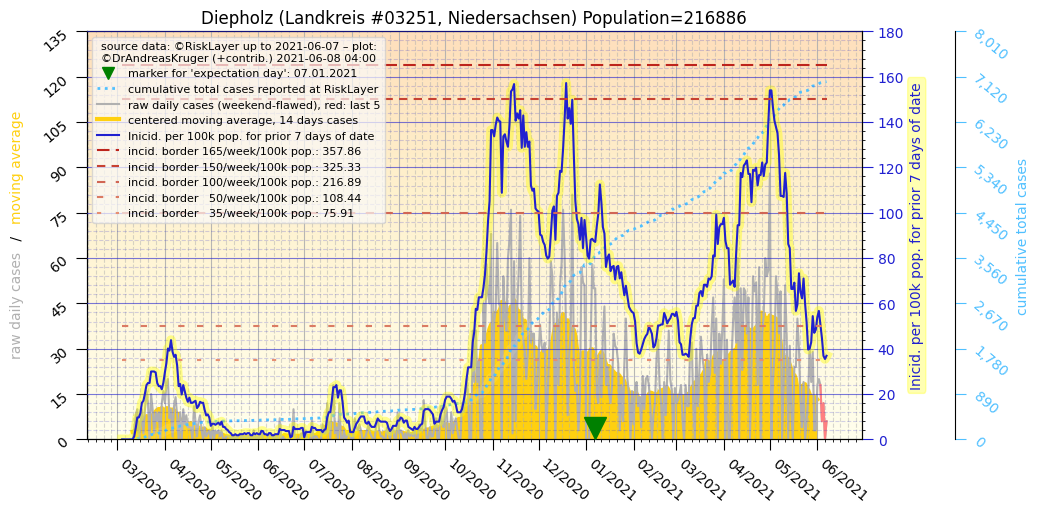 Diepholz (Landkreis #03251, Niedersachsen) Population=216886
source data: ©RiskLayer up to 2021-06-07 – plot:
©DrAndreasKruger (+contrib.) 2021-06-08 04:00
marker for 'expectation day': 07.01.2021
cumulative total cases reported at RiskLayer
raw daily cases (weekend-flawed), red: last 5
centered moving average, 14 days cases
Inicid. per 100k pop. for prior 7 days of date
incid. border 165/week/100k pop.: 357.86
incid. border 150/week/100k pop.: 325.33
incid. border 100/week/100k pop.: 216.89
incid. border   50/week/100k pop.: 108.44
incid. border   35/week/100k pop.: 75.91
raw daily cases  /  moving average
135
120
105
90
75
60
45
30
15
0
03/2020
04/2020
05/2020
06/2020
07/2020
08/2020
09/2020
10/2020
11/2020
12/2020
01/2021
02/2021
03/2021
04/2021
05/2021
06/2021
180
160
140
120
100
80
60
40
20
0
Inicid. per 100k pop. for prior 7 days of date
8,010
7,120
6,230
5,340
4,450
3,560
2,670
1,780
890
0
cumulative total cases